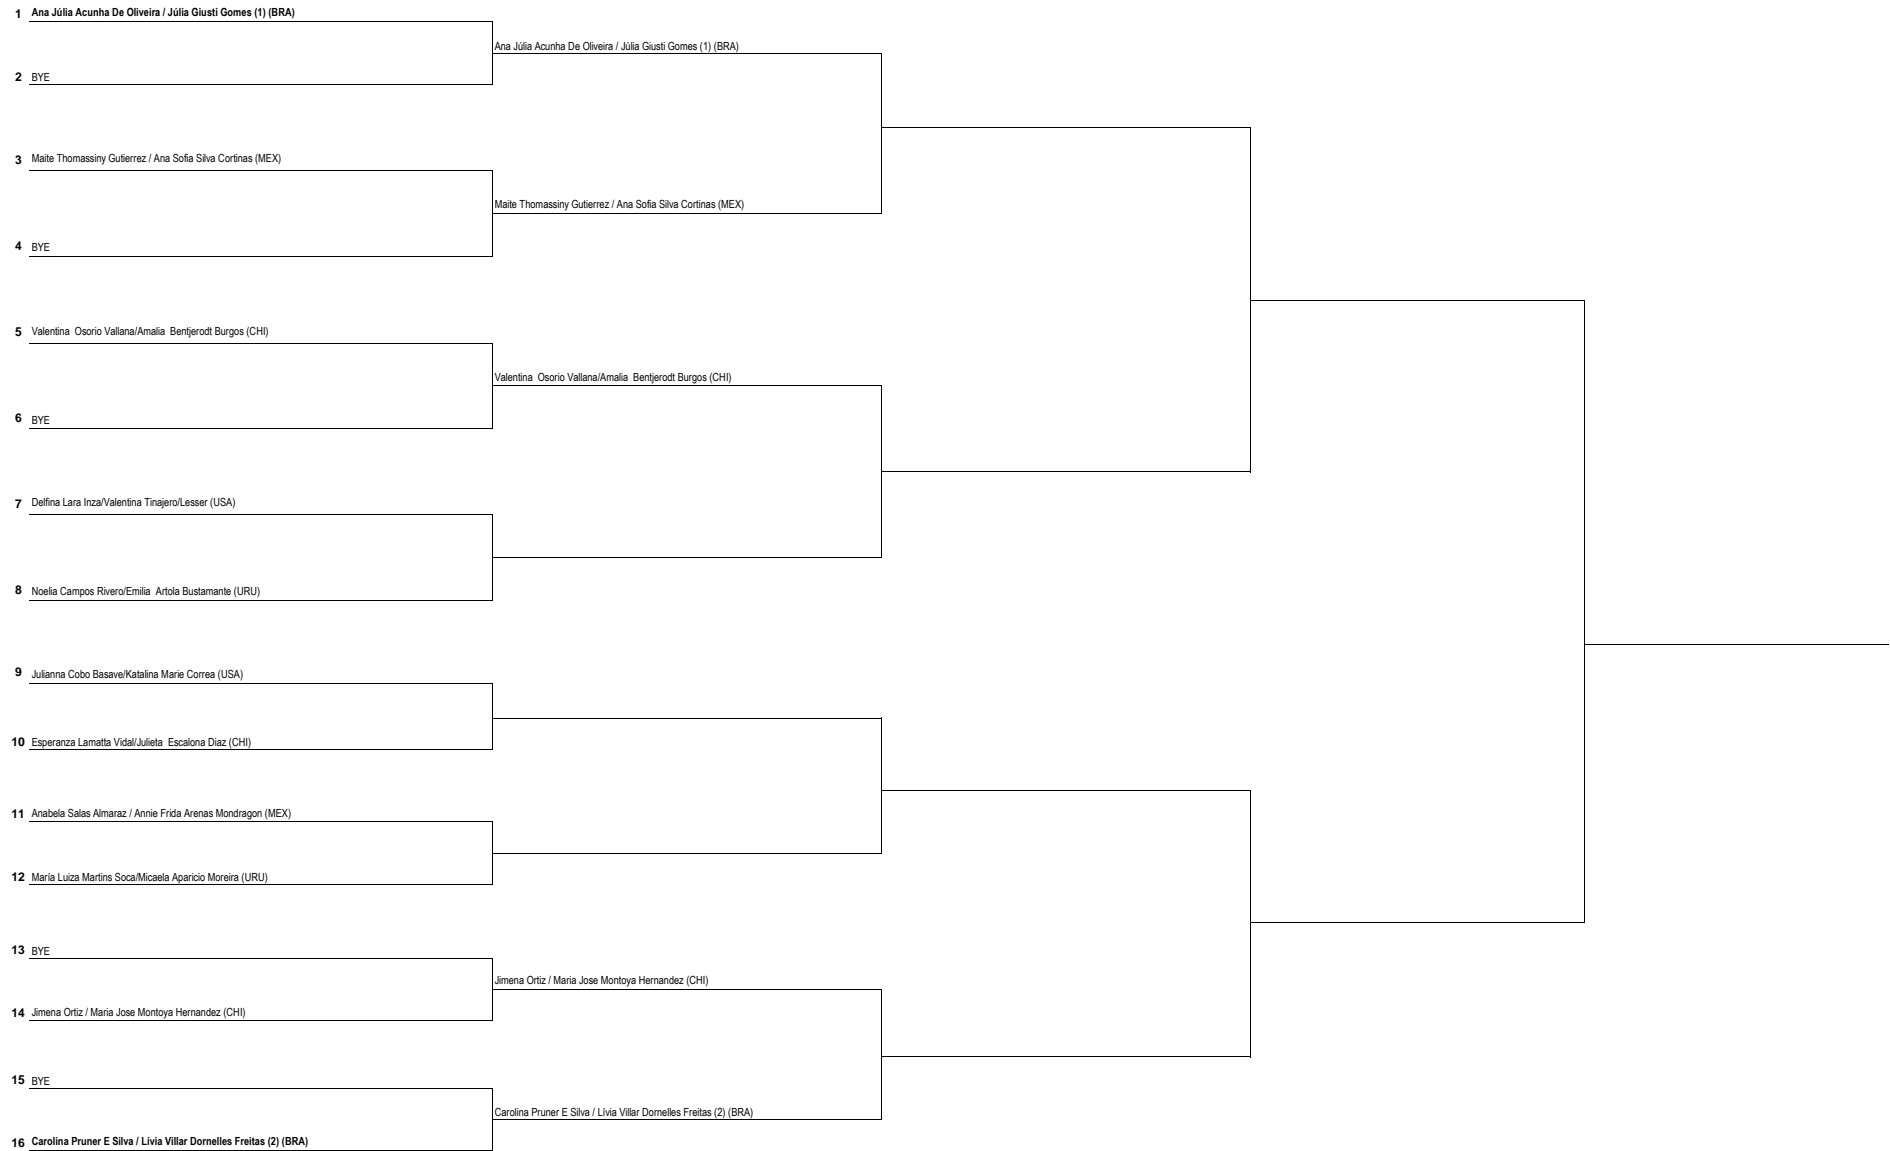 1 Ana Júlia Acunha De Oliveira / Júlia Giusti Gomes (1) (BRA)
Ana Júlia Acunha De Oliveira / Júlia Giusti Gomes (1) (BRA)
2 BYE
3 Maite Thomassiny Gutierrez / Ana Sofia Silva Cortinas (MEX)
Maite Thomassiny Gutierrez / Ana Sofia Silva Cortinas (MEX)
4 BYE
5 Valentina  Osorio Vallana/Amalia  Bentjerodt Burgos (CHI)
Valentina  Osorio Vallana/Amalia  Bentjerodt Burgos (CHI)
6 BYE
7 Delfina Lara Inza/Valentina Tinajero/Lesser (USA)
8 Noelia Campos Rivero/Emilia  Artola Bustamante (URU)
9 Julianna Cobo Basave/Katalina Marie Correa (USA)
10 Esperanza Lamatta Vidal/Julieta  Escalona Diaz (CHI)
11 Anabela Salas Almaraz / Annie Frida Arenas Mondragon (MEX)
12 María Luiza Martins Soca/Micaela Aparicio Moreira (URU)
13 BYE
Jimena Ortiz / Maria Jose Montoya Hernandez (CHI)
14 Jimena Ortiz / Maria Jose Montoya Hernandez (CHI)
15 BYE
Carolina Pruner E Silva / Lívia Villar Dornelles Freitas (2) (BRA)
16 Carolina Pruner E Silva / Lívia Villar Dornelles Freitas (2) (BRA)